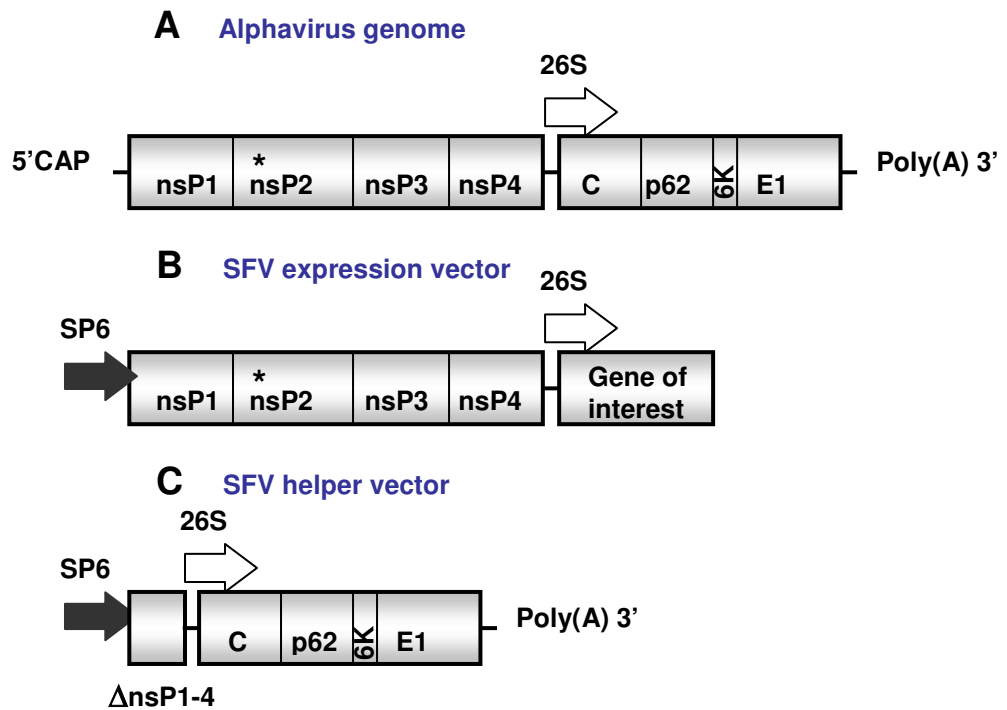 A Alphavirus genome
26S
5'CAP
Poly(A) 3'
*
nsP1 nsP2 nsP3 nsP4 C p62 6K E1
B SFV expression vector
26S
SP6
*
nsP1 nsP2 nsP3 nsP4
Gene of
interest
C SFV helper vector
26S
SP6
C p62 6K E1
Poly(A) 3'
ΔnsP1-4